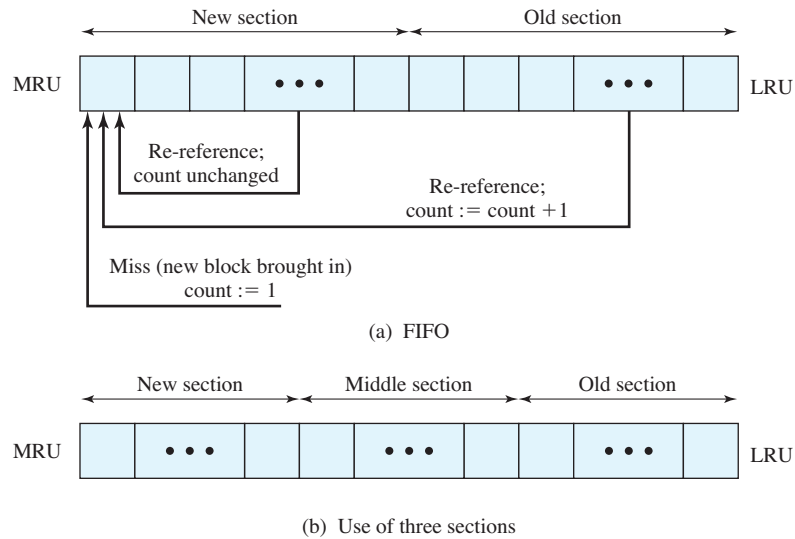 New section
Old section
MRU
• • •
• • •
LRU
Re-reference;
count unchanged
Re-reference;
count := count +1
Miss (new block brought in)
count := 1
(a) FIFO
New section
Middle section
Old section
MRU
• • •
• • •
• • •
LRU
(b) Use of three sections